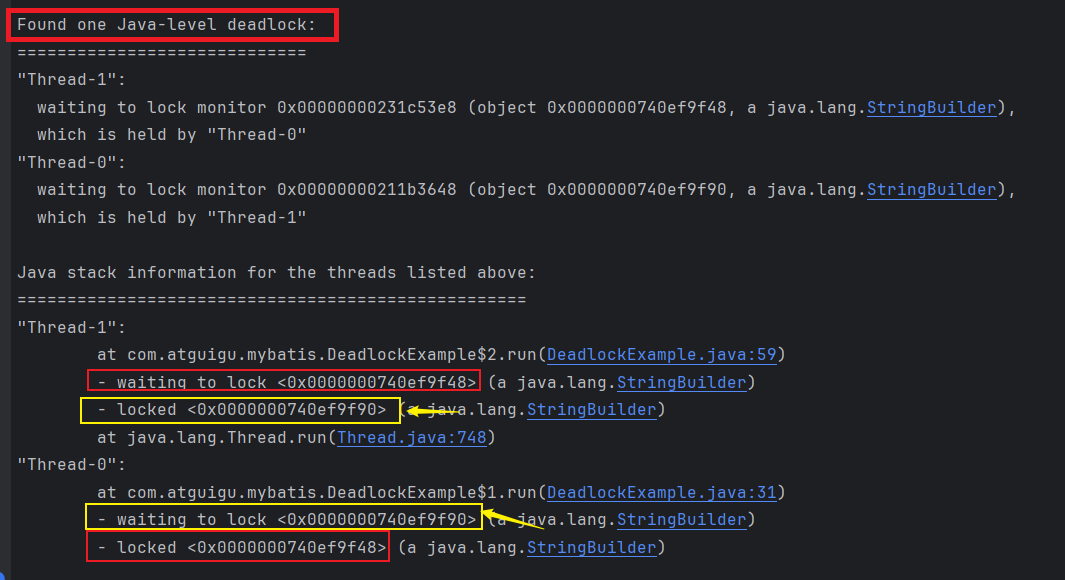 Found one Java-level deadlock:
=============================
"Thread-1":
  waiting to lock monitor 0x00000000231c53e8 (object 0x0000000740ef9f48, a java.lang.StringBuilder),
  which is held by "Thread-0"
"Thread-0":
  waiting to lock monitor 0x00000000211b3648 (object 0x0000000740ef9f90, a java.lang.StringBuilder),
  which is held by "Thread-1"

Java stack information for the threads listed above:
===================================================
"Thread-1":
        at com.atguigu.mybatis.DeadlockExample$2.run(DeadlockExample.java:59)
        - waiting to lock <0x0000000740ef9f48> (a java.lang.StringBuilder)
        - locked <0x0000000740ef9f90> (a java.lang.StringBuilder)
        at java.lang.Thread.run(Thread.java:748)
"Thread-0":
        at com.atguigu.mybatis.DeadlockExample$1.run(DeadlockExample.java:31)
        - waiting to lock <0x0000000740ef9f90> (a java.lang.StringBuilder)
        - locked <0x0000000740ef9f48> (a java.lang.StringBuilder)